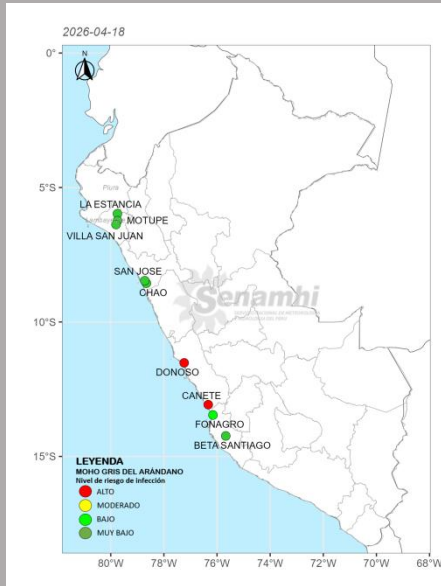 2026-04-18
N
0°
5°S
10°S
15°S
Piura
LA ESTANCIA
MOTUPE
VILLA SAN JUAN
SAN JOSE
CHAO
Senamhi
DONOSO
CANETE
FONAGRO
BETA SANTIAGO
LEYENDA
MOHO GRIS DEL ARÁNDANO
Nivel de riesgo de infección
ALTO
MODERADO
BAJO
MUY BAJO
80°W 78°W 76°W 74°W 72°W 70°W 68°W